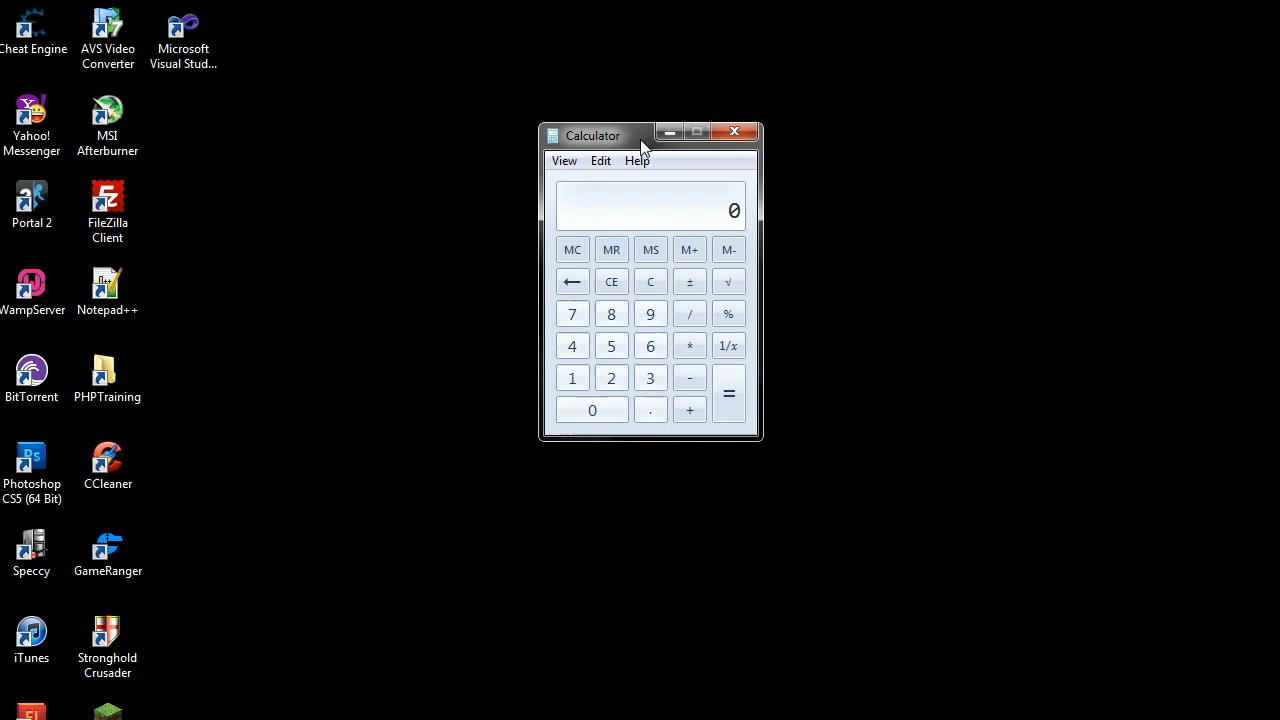 Cheat Engine
AVS Video
Converter
Microsoft
Visual Stud...
Yahoo!
Messenger
MSI
Afterburner
Portal 2
FileZilla
Client
WampServer
Notepad++
BitTorrent
PHPTraining
Photoshop
CS5 (64 Bit)
CCleaner
Speccy
GameRanger
iTunes
Stronghold
Crusader
Calculator
View Edit Help
0
MC MR MS M+ M-
← CE C ± √
7 8 9 / %
4 5 6 * 1/x
1 2 3 - =
0 . +